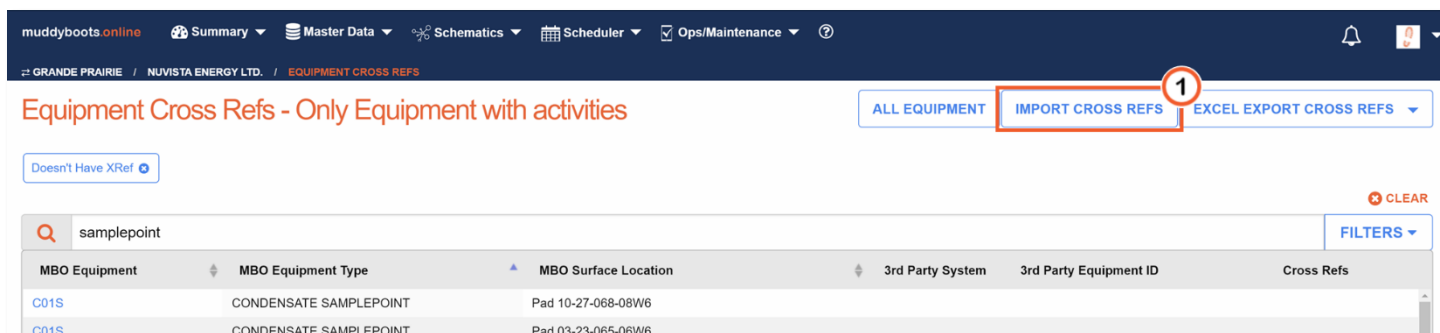 muddyboots.online Summary Master Data Schematics Scheduler Ops/Maintenance ?
GRANDE PRAIRIE / NUVISTA ENERGY LTD. / EQUIPMENT CROSS REFS
1
Equipment Cross Refs - Only Equipment with activities ALL EQUIPMENT IMPORT CROSS REFS EXCEL EXPORT CROSS REFS
Doesn't Have XRef
CLEAR
samplepoint FILTERS
MBO Equipment MBO Equipment Type MBO Surface Location 3rd Party System 3rd Party Equipment ID Cross Refs
C01S CONDENSATE SAMPLEPOINT Pad 10-27-068-08W6
C01S CONDENSATE SAMPLEPOINT Pad 03-23-065-06W6